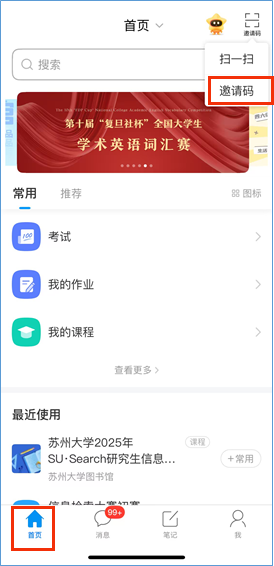 首页
邀请码
扫一扫
搜索
邀请码
第十届“复旦社杯”全国大学生
学术英语词汇赛
常用 推荐 图标
考试
我的作业
我的课程
查看更多
最近使用
苏州大学2025年 课程
SU·Search研究生信息... +常用
苏州大学图书馆
首页 消息 99+ 笔记 我